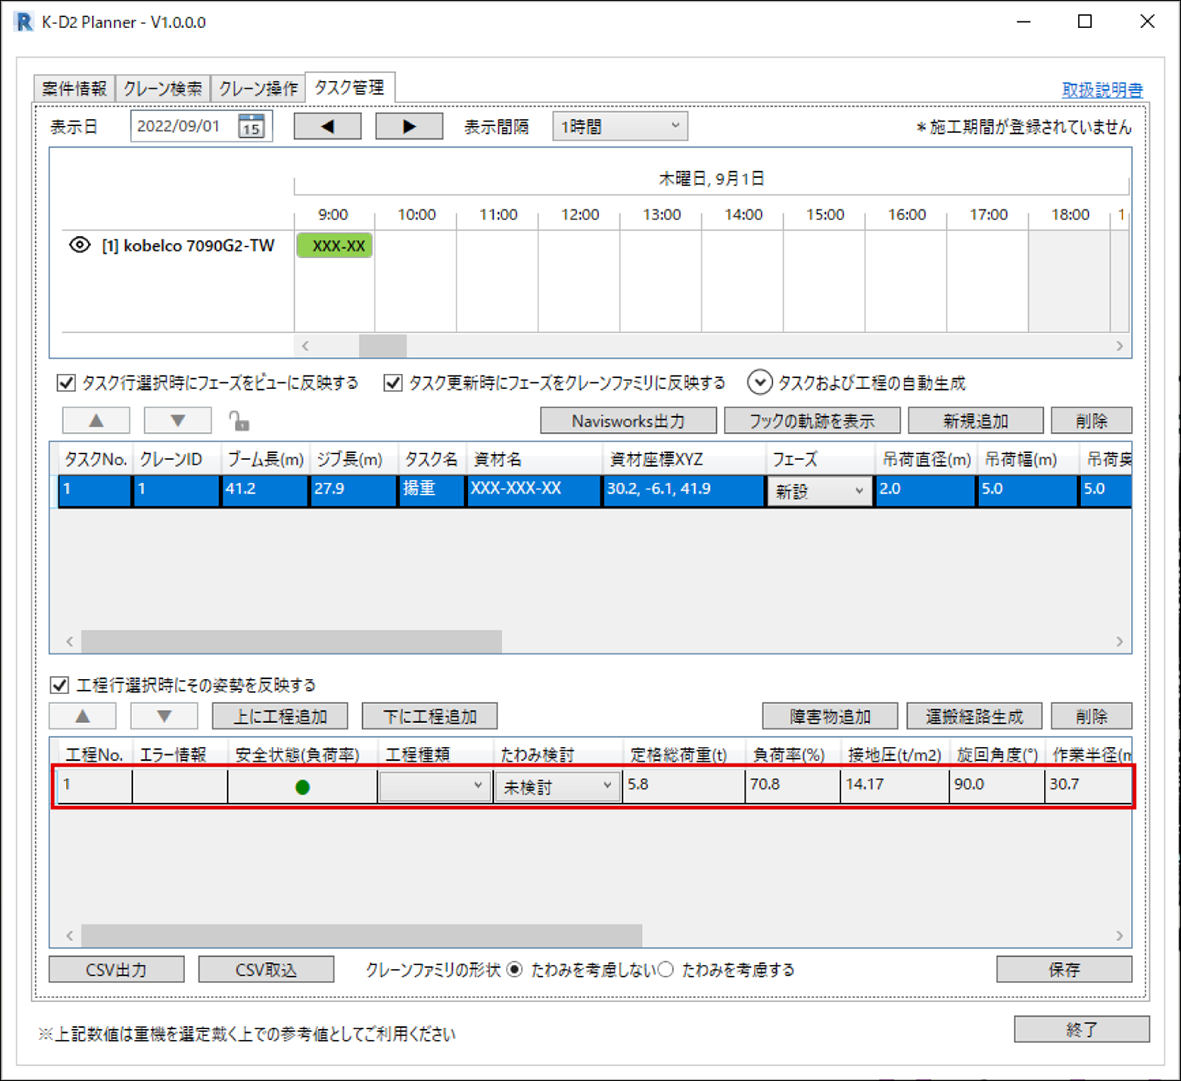 K-D2 Planner - V1.0.0.0
案件情報 クレーン検索 クレーン操作 タスク管理 取扱説明書
表示日 2022/09/01 15 ◀ ▶ 表示間隔 1時間 *施工期間が登録されていません
木曜日, 9月1日
9:00 10:00 11:00 12:00 13:00 14:00 15:00 16:00 17:00 18:00 1
[1] kobelco 7090G2-TW XXX-XX
タスク行選択時にフェーズをビューに反映する タスク更新時にフェーズをクレーンファミリに反映する タスクおよび工程の自動生成
▲ ▼ Navisworks出力 フックの軌跡を表示 新規追加 削除
タスクNo. クレーンID ブーム長(m) ジブ長(m) タスク名 資材名 資材座標XYZ フェーズ 吊荷直径(m) 吊荷幅(m) 吊荷奥
1 1 41.2 27.9 揚重 XXX-XXX-XX 30.2, -6.1, 41.9 新設 2.0 5.0 5.0
工程行選択時にその姿勢を反映する
▲ ▼ 上に工程追加 下に工程追加 障害物追加 運搬経路生成 削除
工程No. エラー情報 安全状態(負荷率) 工程種類 たわみ検討 定格総荷重(t) 負荷率(%) 接地圧(t/m2) 旋回角度(°) 作業半径(m
1 未検討 5.8 70.8 14.17 90.0 30.7
CSV出力 CSV取込 クレーンファミリの形状 たわみを考慮しない たわみを考慮する 保存
※上記数値は重機を選定戴く上での参考値としてご利用ください 終了